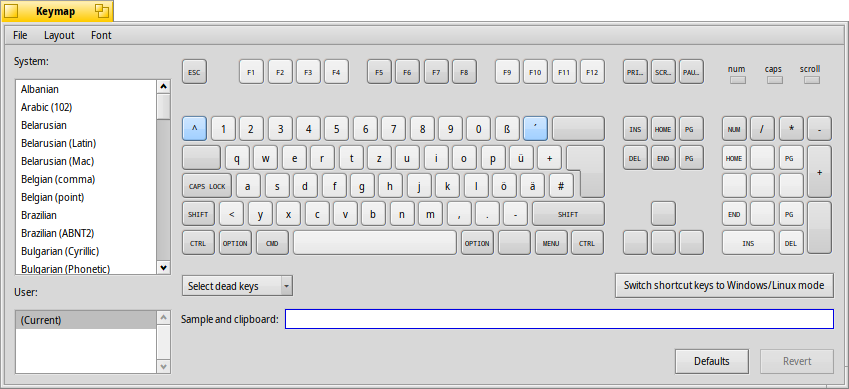 Keymap
File Layout Font
System:
Albanian
Arabic (102)
Belarusian
Belarusian (Latin)
Belarusian (Mac)
Belgian (comma)
Belgian (point)
Brazilian
Brazilian (ABNT2)
Bulgarian (Cyrillic)
Bulgarian (Phonetic)
User:
(Current)
ESC F1 F2 F3 F4 F5 F6 F7 F8 F9 F10 F11 F12 PRI... SCR... PAU... num caps scroll
^ 1 2 3 4 5 6 7 8 9 0 ß ´ INS HOME PG NUM / * -
q w e r t z u i o p ü + DEL END PG HOME PG +
CAPS LOCK a s d f g h j k l ö ä #
SHIFT < y x c v b n m , . - SHIFT END PG
CTRL OPTION CMD OPTION MENU CTRL INS DEL
Select dead keys Switch shortcut keys to Windows/Linux mode
Sample and clipboard:
Defaults Revert